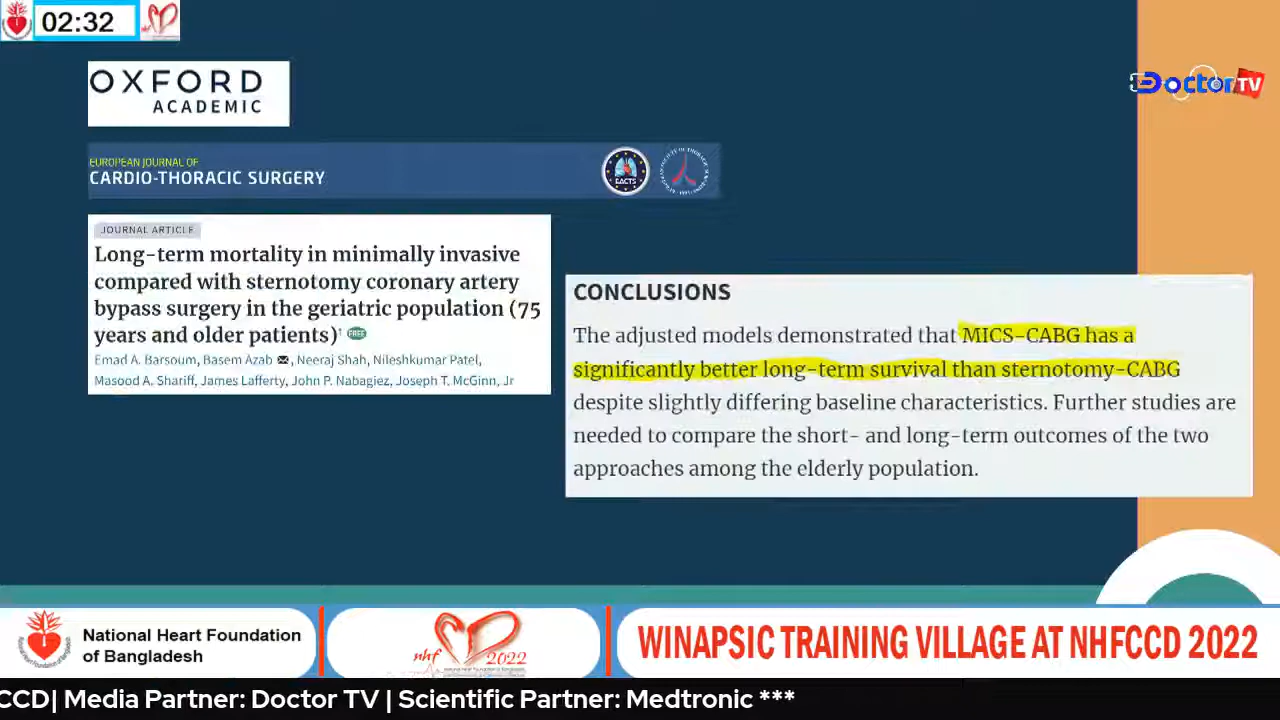 02:32
OXFORD
ACADEMIC
Doctor TV
EUROPEAN JOURNAL OF
CARDIO-THORACIC SURGERY
EACTS
JOURNAL ARTICLE
Long-term mortality in minimally invasive
compared with sternotomy coronary artery
bypass surgery in the geriatric population (75
years and older patients)† FREE
Emad A. Barsoum, Basem Azab ✉, Neeraj Shah, Nileshkumar Patel,
Masood A. Shariff, James Lafferty, John P. Nabagiez, Joseph T. McGinn, Jr
CONCLUSIONS
The adjusted models demonstrated that MICS-CABG has a
significantly better long-term survival than sternotomy-CABG
despite slightly differing baseline characteristics. Further studies are
needed to compare the short- and long-term outcomes of the two
approaches among the elderly population.
National Heart Foundation
of Bangladesh
nhf 2022
WINAPSIC TRAINING VILLAGE AT NHFCCD 2022
CCD| Media Partner: Doctor TV | Scientific Partner: Medtronic ***